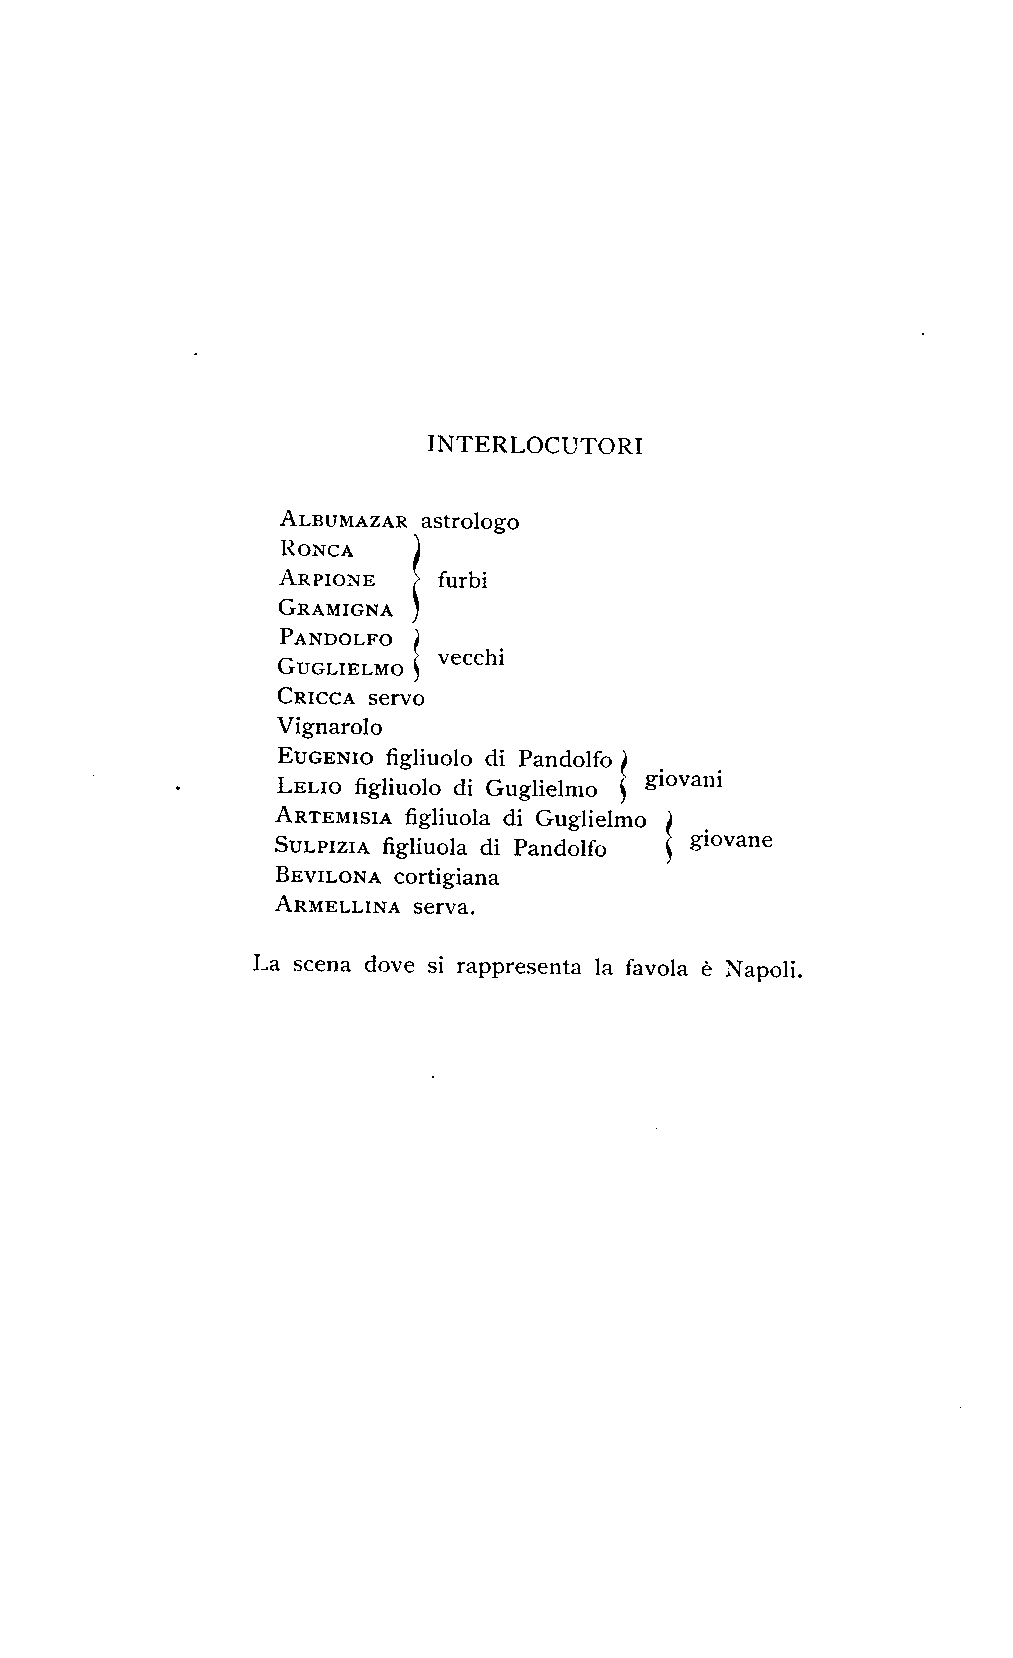 INTERLOCUTORI
ALBUMAZAR astrologo
RONCA
ARPIONE } furbi
GRAMIGNA
PANDOLFO
GUGLIELMO } vecchi
CRICCA servo
Vignarolo
EUGENIO figliuolo di Pandolfo
LELIO figliuolo di Guglielmo } giovani
ARTEMISIA figliuola di Guglielmo
SULPIZIA figliuola di Pandolfo } giovane
BEVILONA cortigiana
ARMELLINA serva.
La scena dove si rappresenta la favola è Napoli.